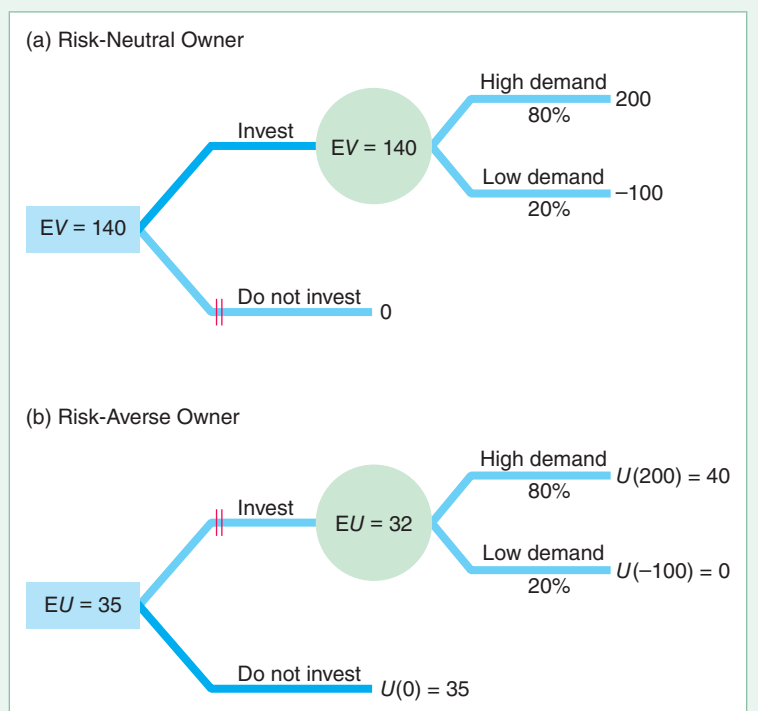 (a) Risk-Neutral Owner
High demand
200
80%
Invest
EV = 140
Low demand
–100
20%
EV = 140
Do not invest
0
(b) Risk-Averse Owner
High demand
U(200) = 40
80%
Invest
EU = 32
Low demand
U(–100) = 0
20%
EU = 35
Do not invest
U(0) = 35